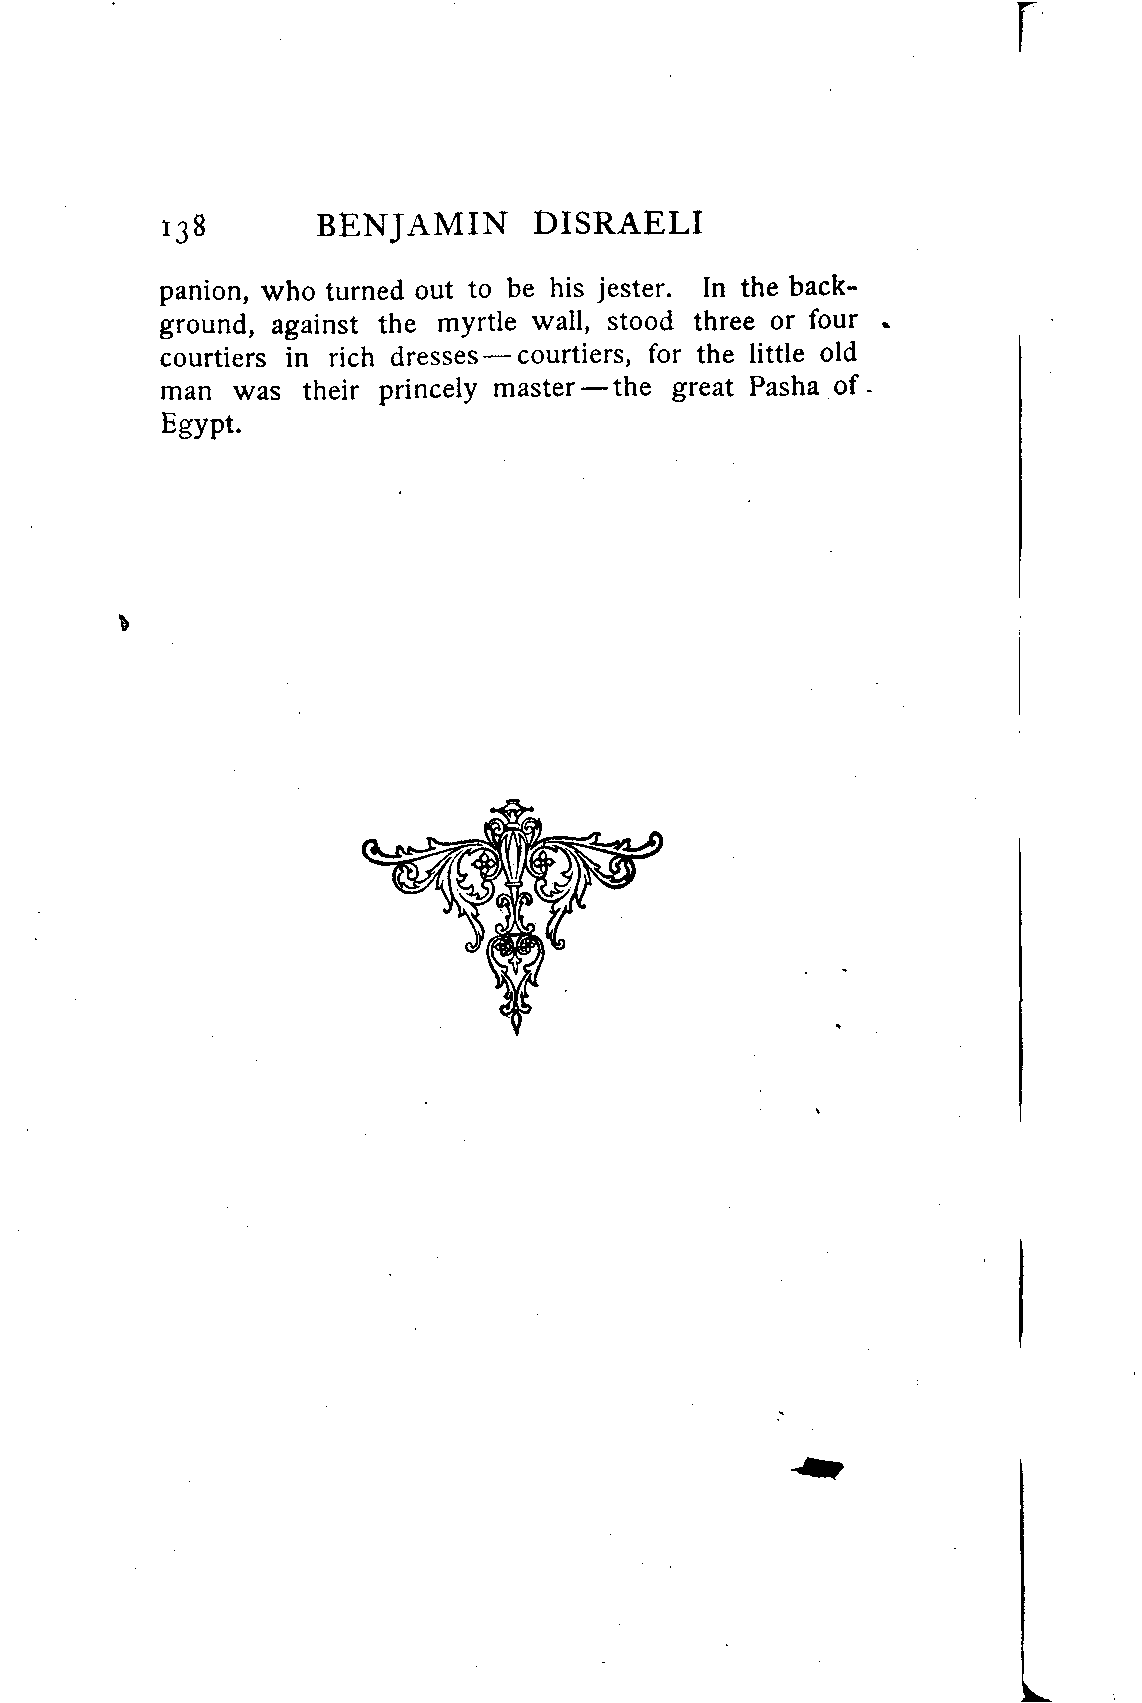 138 BENJAMIN DISRAELI
panion, who turned out to be his jester. In the back-
ground, against the myrtle wall, stood three or four
courtiers in rich dresses—courtiers, for the little old
man was their princely master—the great Pasha of
Egypt.